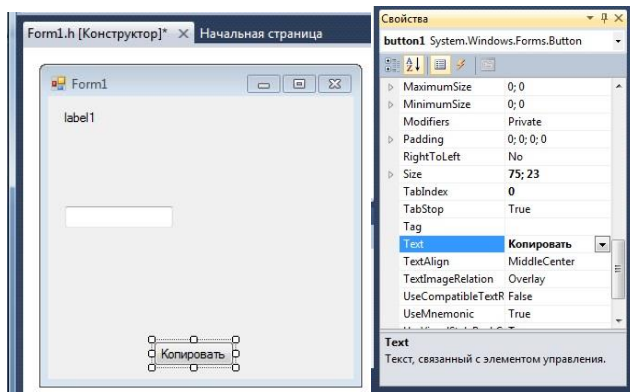 Form1.h [Конструктор]* × Начальная страница
Form1
label1
Копировать
Свойства
button1 System.Windows.Forms.Button
MaximumSize 0; 0
MinimumSize 0; 0
Modifiers Private
Padding 0; 0; 0; 0
RightToLeft No
Size 75; 23
TabIndex 0
TabStop True
Tag
Text Копировать
TextAlign MiddleCenter
TextImageRelation Overlay
UseCompatibleTextR False
UseMnemonic True
Text
Текст, связанный с элементом управления.